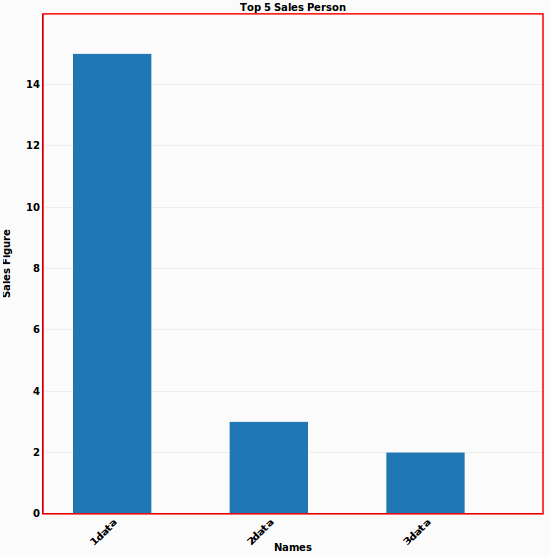 Top 5 Sales Person
14
12
10
8
6
4
2
0
Sales Figure
1data
2data
3data
Names